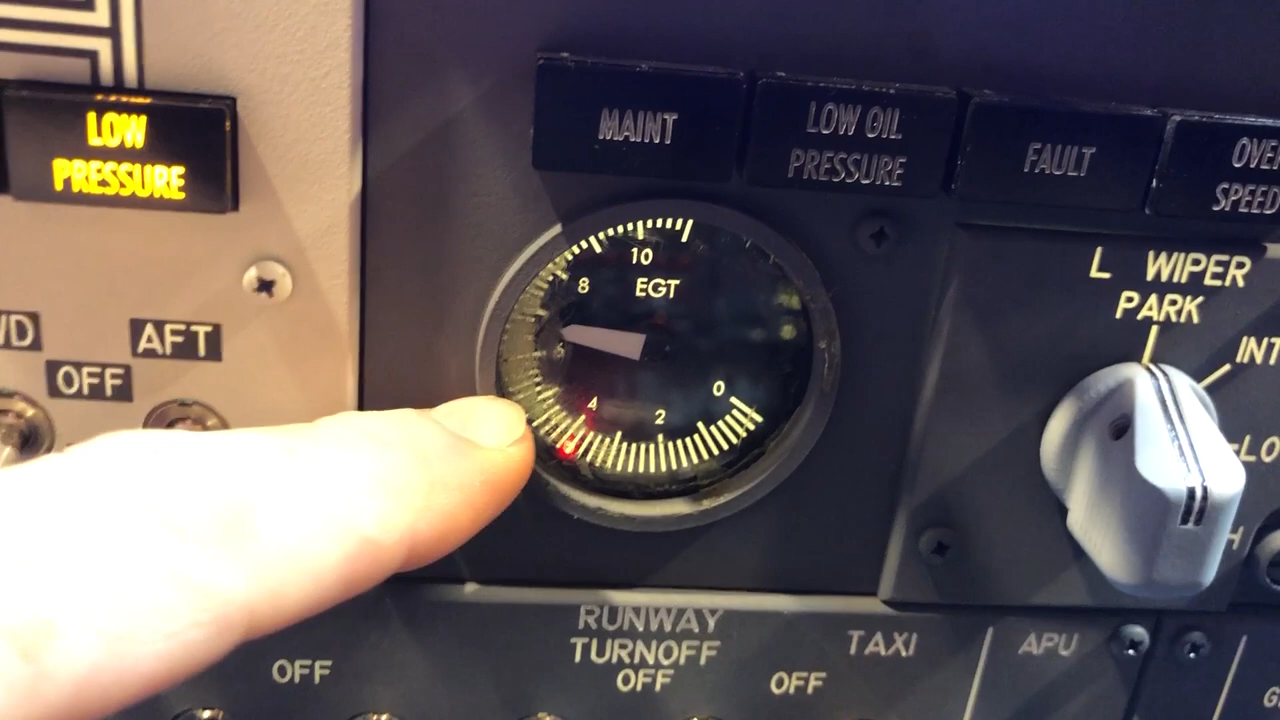 LOW
PRESSURE
MAINT
LOW OIL
PRESSURE
FAULT
SPEED
10
8
EGT
6
4
2
0
L WIPER
PARK
INT
AFT
OFF
RUNWAY
TURNOFF
OFF
OFF
OFF
TAXI
APU